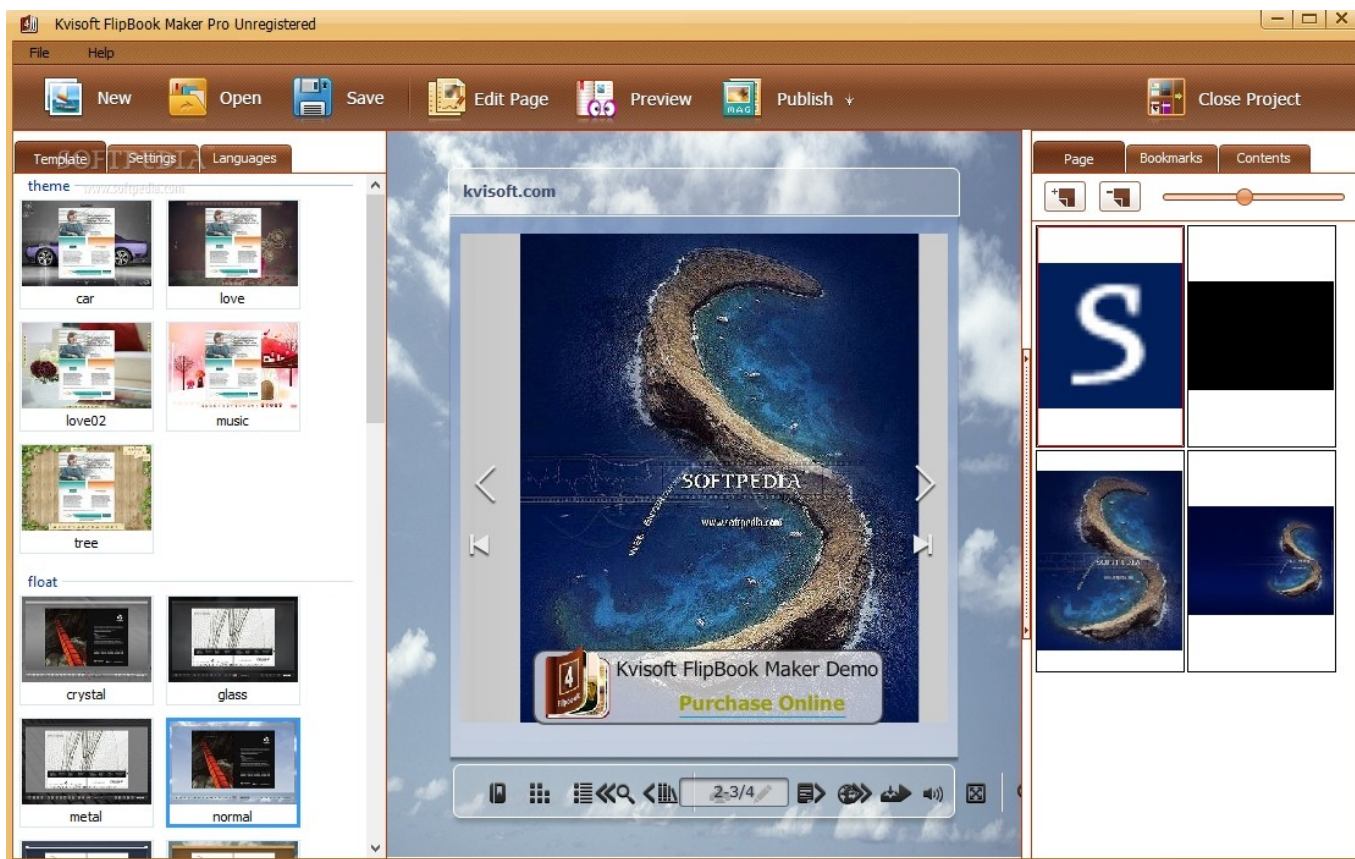 Kvisoft FlipBook Maker Pro Unregistered
File Help
New Open Save Edit Page Preview Publish Close Project
Template Settings Languages
SOFTPEDIA
www.softpedia.com
theme
car love
love02 music
tree
float
crystal glass
metal normal
kvisoft.com
SOFTPEDIA
www.softpedia.com
Kvisoft FlipBook Maker Demo
Purchase Online
2-3/4
Page Bookmarks Contents
S
SOFTPEDIA